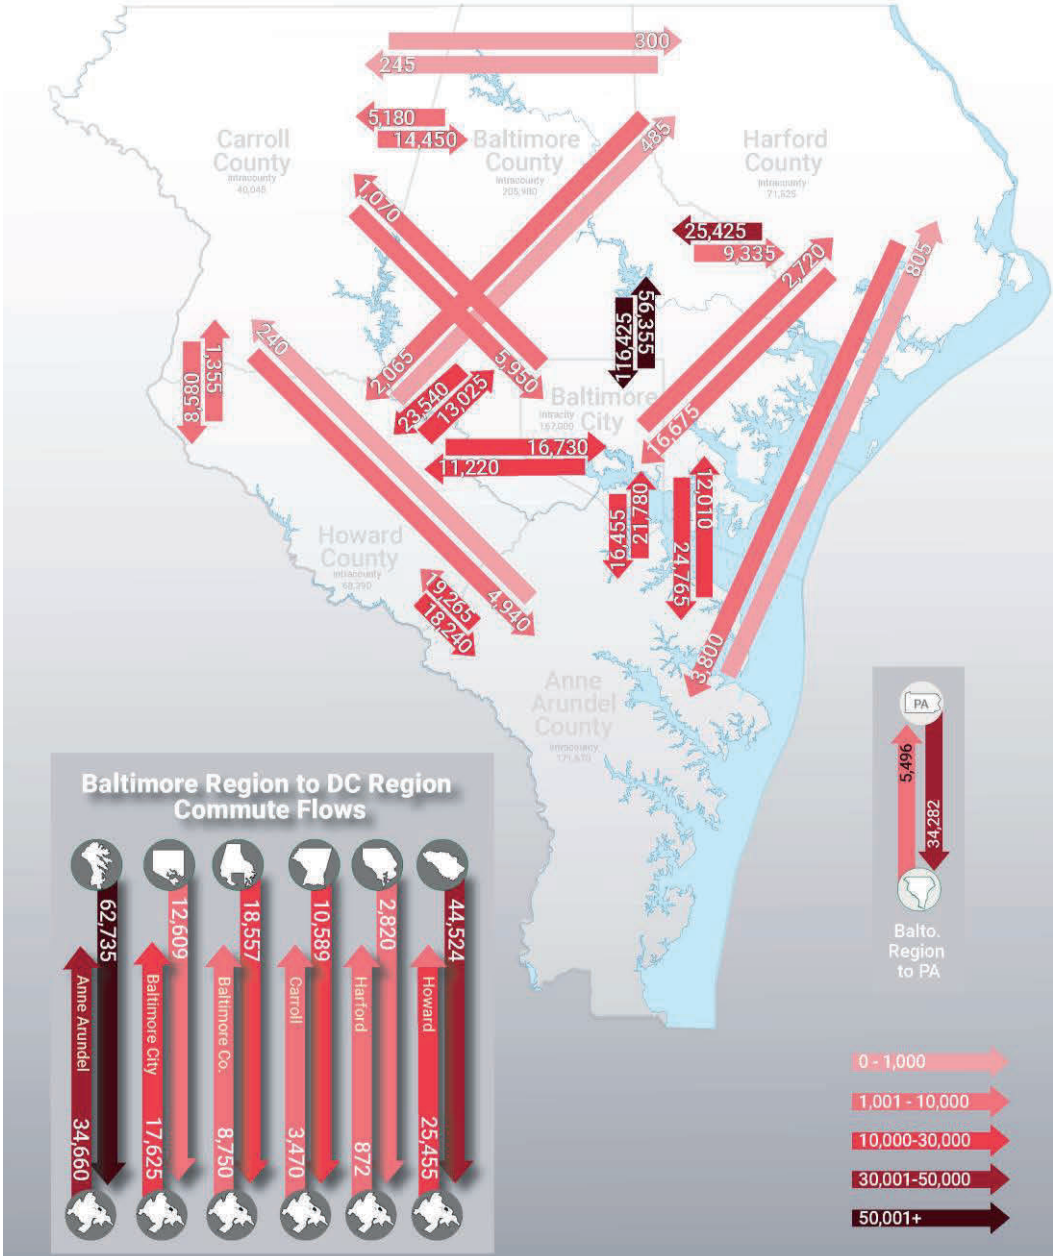 300
245
5,180
14,450
Carroll
County
Intracounty
40,045
Baltimore
County
Intracounty
205,980
Harford
County
Intracounty
71,525
485
1,070
25,425
9,335
2,720
805
56,355
116,425
240
1,355
8,580
2,065
5,950
23,540
13,025
Baltimore
City
Intracity
167,000
16,675
16,730
11,220
12,010
21,780
16,455
24,765
Howard
County
Intracounty
68,390
19,265
18,240
4,940
3,800
Anne
Arundel
County
Intracounty
171,670
PA
5,496
34,282
Balto.
Region
to PA
Baltimore Region to DC Region
Commute Flows
62,735
12,609
18,557
10,589
2,820
44,524
Anne Arundel
Baltimore City
Baltimore Co.
Carroll
Harford
Howard
34,660
17,625
8,750
3,470
872
25,455
0 - 1,000
1,001 - 10,000
10,000-30,000
30,001-50,000
50,001+